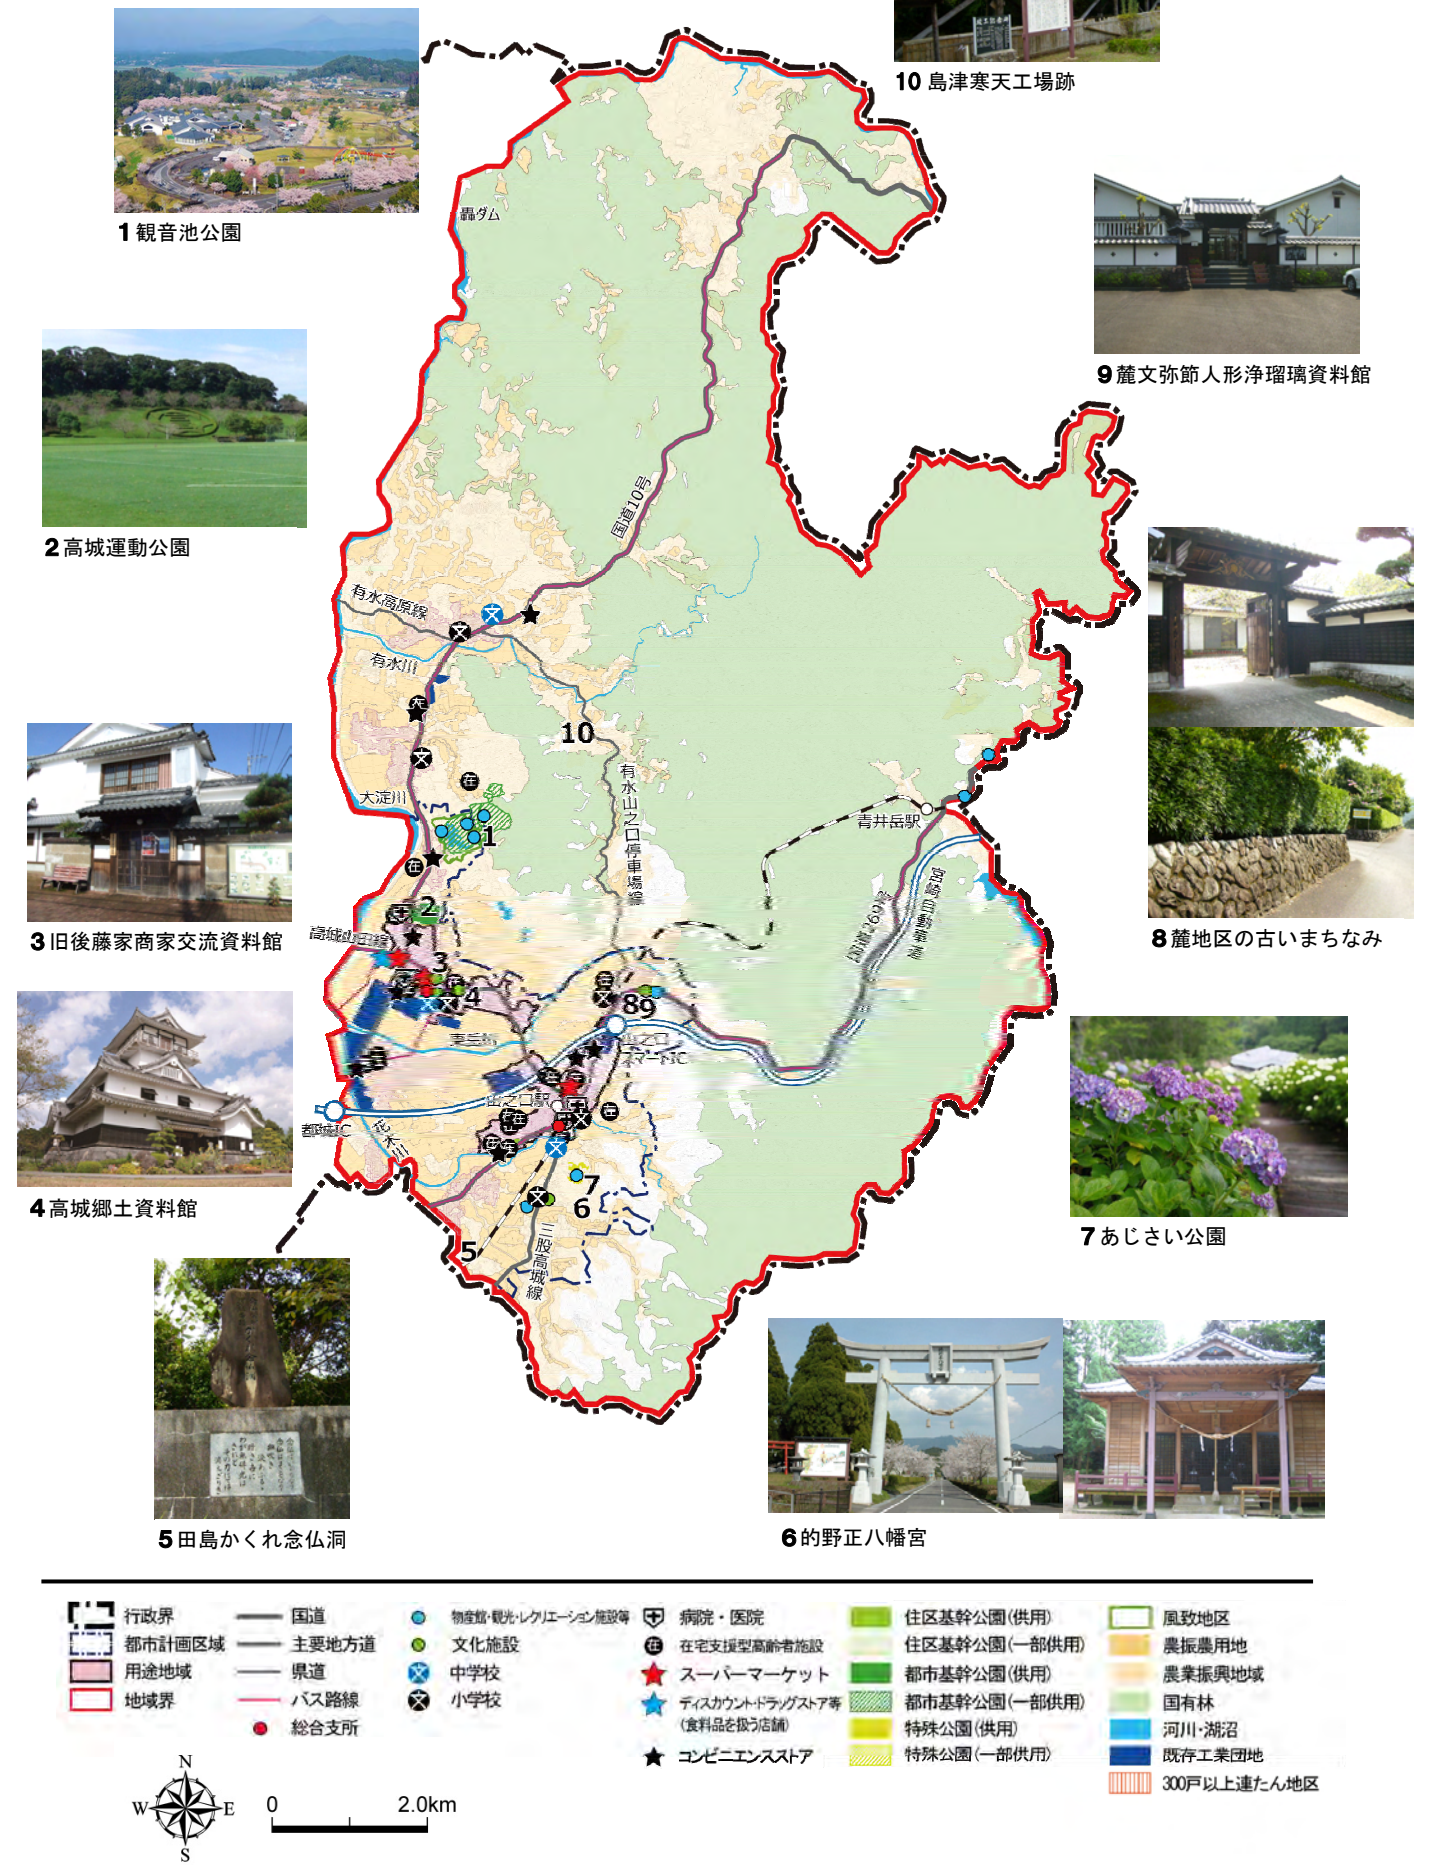 10 島津寒天工場跡
1 観音池公園
轟ダム
9 麓文弥節人形浄瑠璃資料館
2 高城運動公園
国道10号
有水高原線
有水川
10
大淀川
有水山之口停車場線
青井岳駅
1
3 旧後藤家商家交流資料館
8 麓地区の古いまちなみ
2
高城山田線
国道269号
宮崎自動車道
3
4
89
東岳川
山之口
スマートIC
山之口駅
都城IC
花木川
7
6
5
三股高城線
4 高城郷土資料館
7 あじさい公園
5 田島かくれ念仏洞
6 的野正八幡宮
行政界
都市計画区域
用途地域
地域界
国道
主要地方道
県道
バス路線
総合支所
物産館・観光・レクリエーション施設等
文化施設
中学校
小学校
病院・医院
在宅支援型高齢者施設
スーパーマーケット
ディスカウント・ドラッグストア等
(食料品を扱う店舗)
コンビニエンスストア
住区基幹公園(供用)
住区基幹公園(一部供用)
都市基幹公園(供用)
都市基幹公園(一部供用)
特殊公園(供用)
特殊公園(一部供用)
風致地区
農振農用地
農業振興地域
国有林
河川・湖沼
既存工業団地
300戸以上連たん地区
N
W E
S
0 2.0km